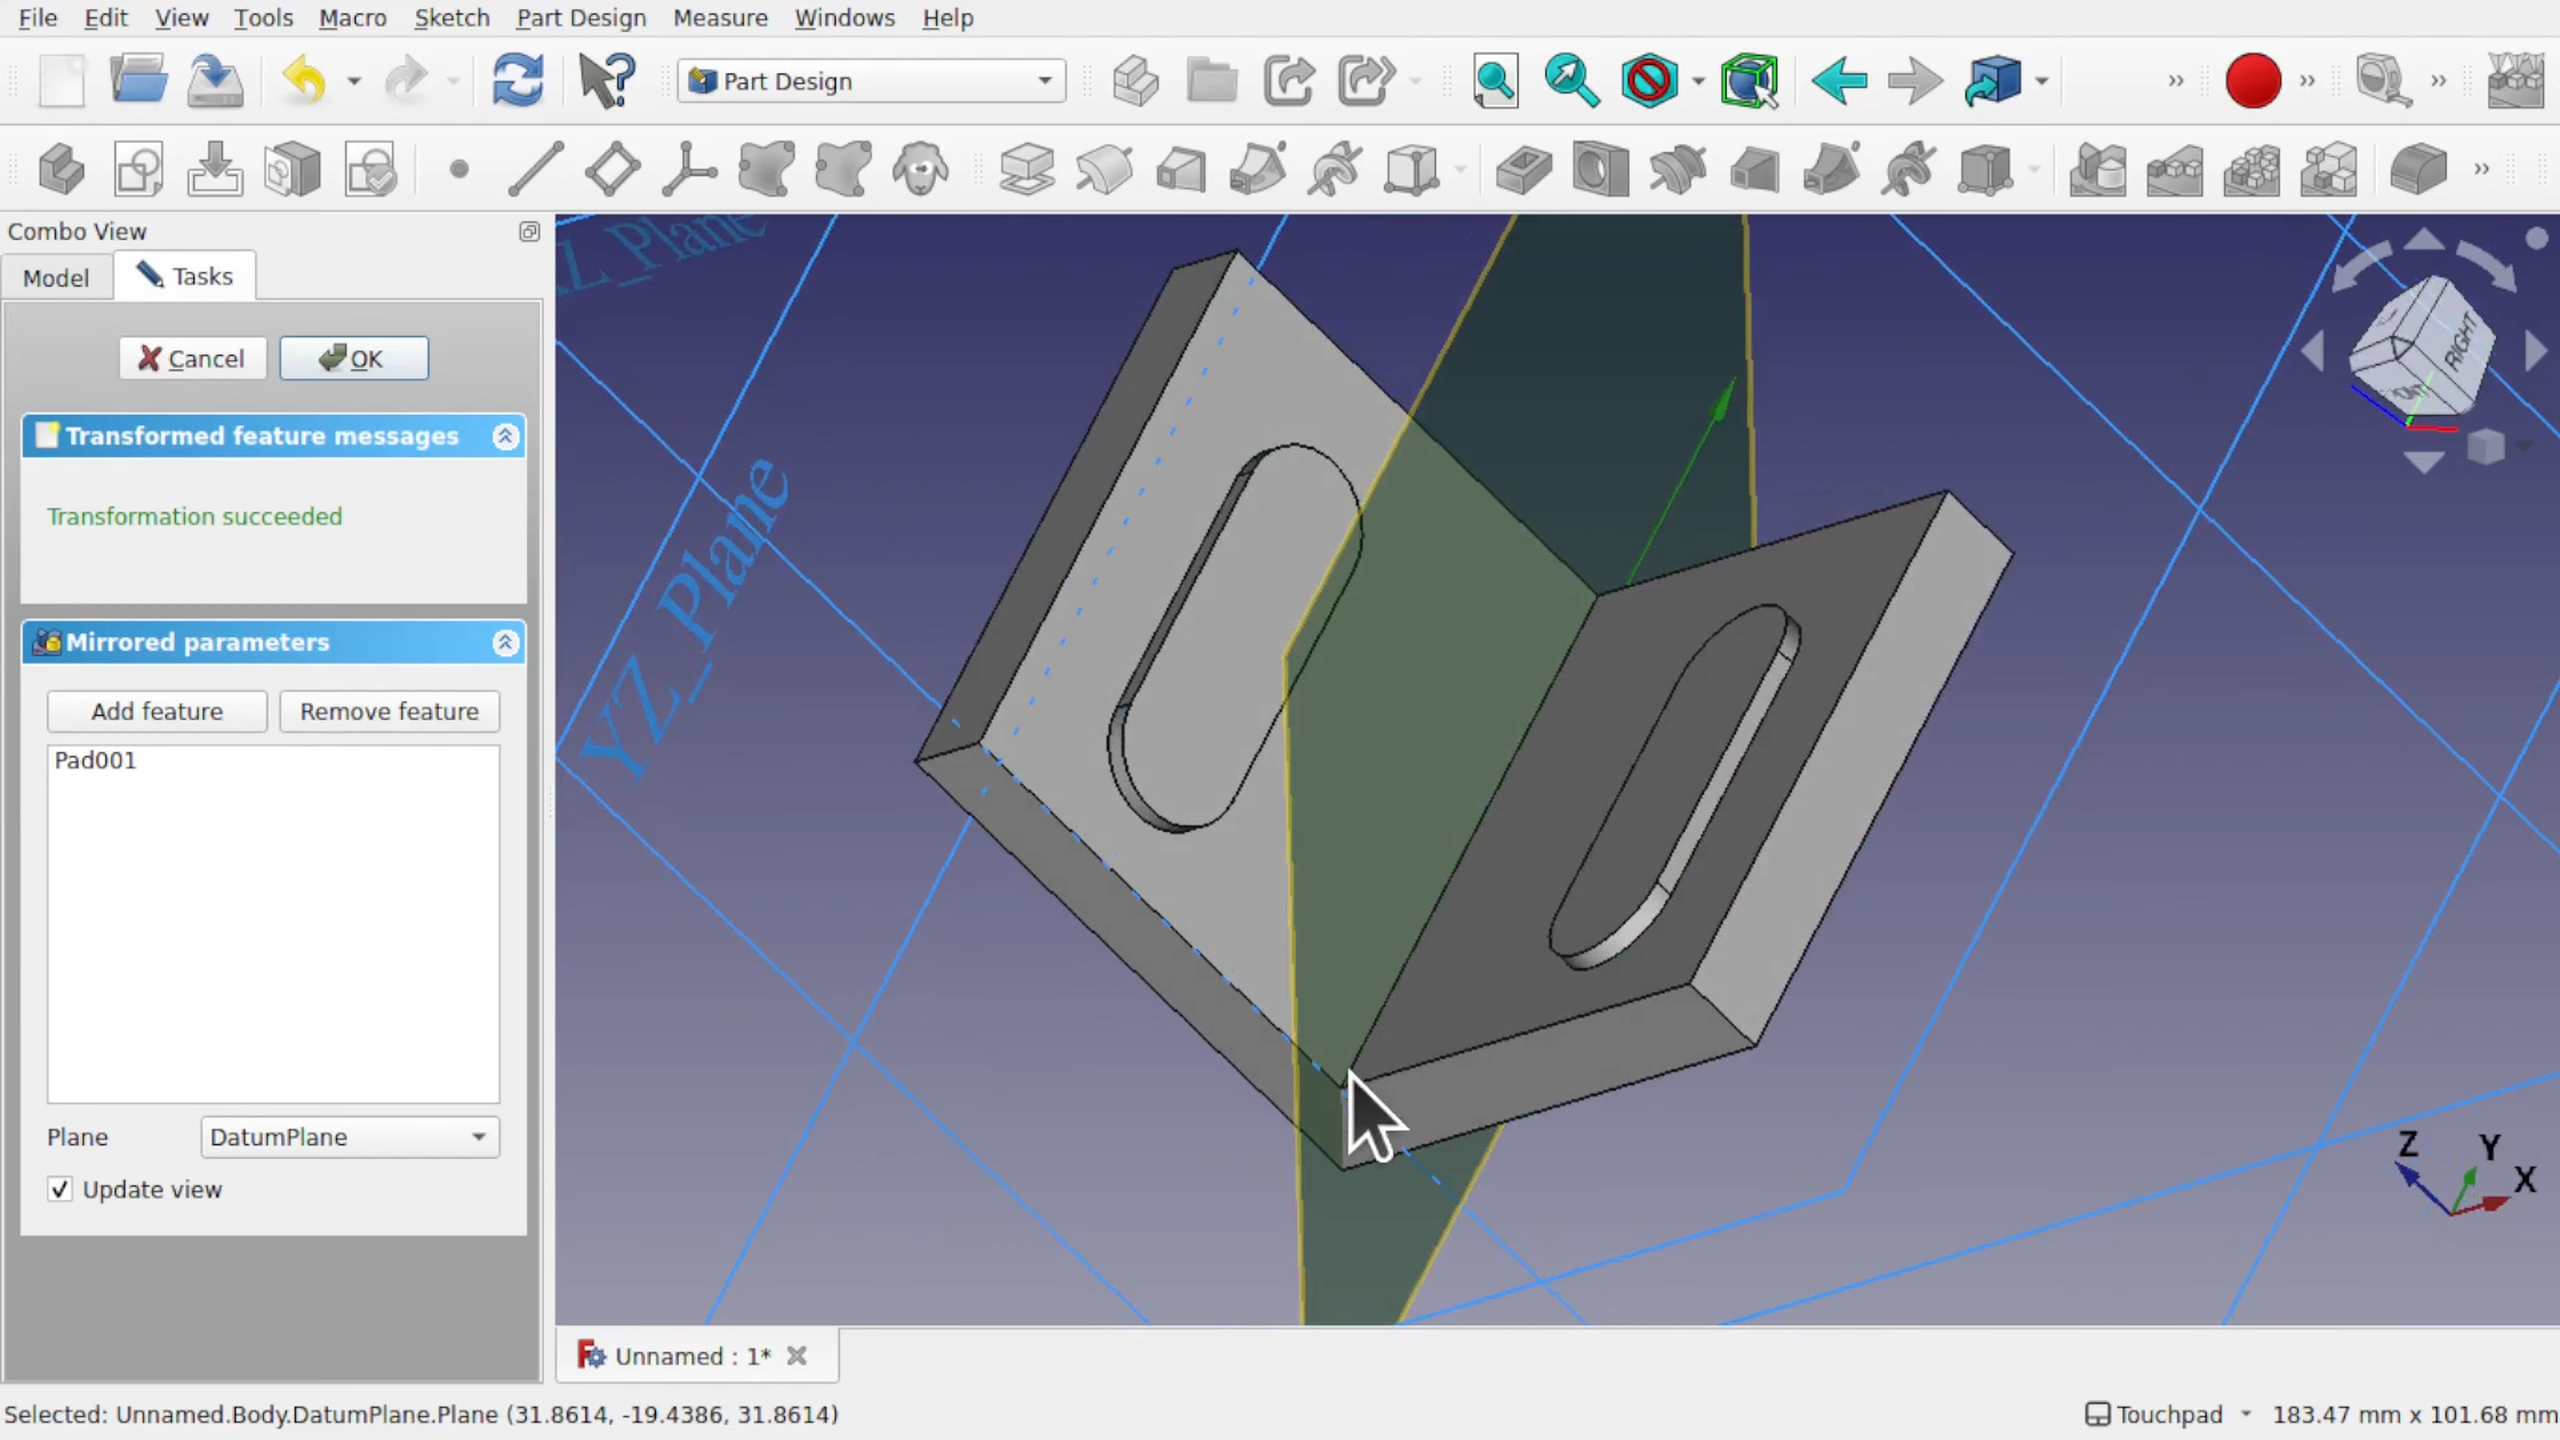 File Edit View Tools Macro Sketch Part Design Measure Windows Help
Part Design
Combo View
Model Tasks
Cancel OK
Transformed feature messages
Transformation succeeded
Mirrored parameters
Add feature Remove feature
Pad001
Plane DatumPlane
Update view
Z_Plane
YZ_Plane
RIGHT
Z Y X
Unnamed : 1*
Selected: Unnamed.Body.DatumPlane.Plane (31.8614, -19.4386, 31.8614)
Touchpad 183.47 mm x 101.68 mm